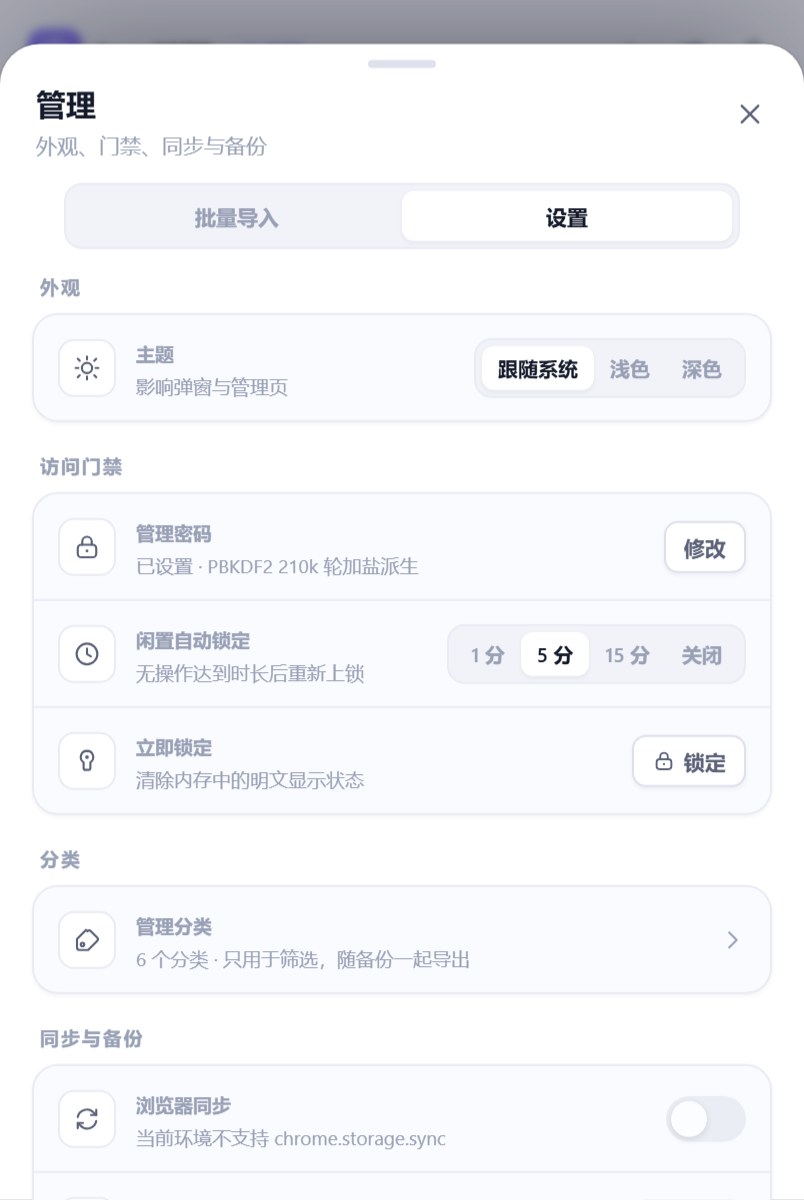 管理
外观、门禁、同步与备份
批量导入
设置
外观
主题
影响弹窗与管理页
跟随系统
浅色
深色
访问门禁
管理密码
已设置 · PBKDF2 210k 轮加盐派生
修改
闲置自动锁定
无操作达到时长后重新上锁
1 分
5 分
15 分
关闭
立即锁定
清除内存中的明文显示状态
锁定
分类
管理分类
6 个分类 · 只用于筛选，随备份一起导出
同步与备份
浏览器同步
当前环境不支持 chrome.storage.sync